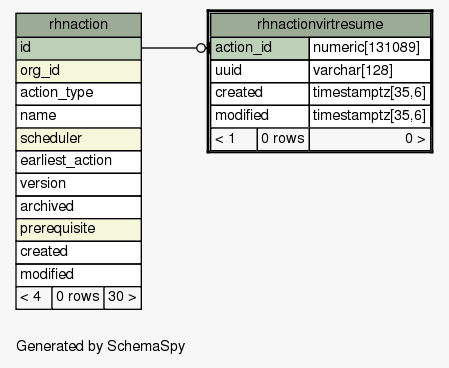 rhnaction
id
org_id
action_type
name
scheduler
earliest_action
version
archived
prerequisite
created
modified
< 4 0 rows 30 >
rhnactionvirtresume
action_id numeric[131089]
uuid varchar[128]
created timestamptz[35,6]
modified timestamptz[35,6]
< 1 0 rows 0 >
Generated by SchemaSpy